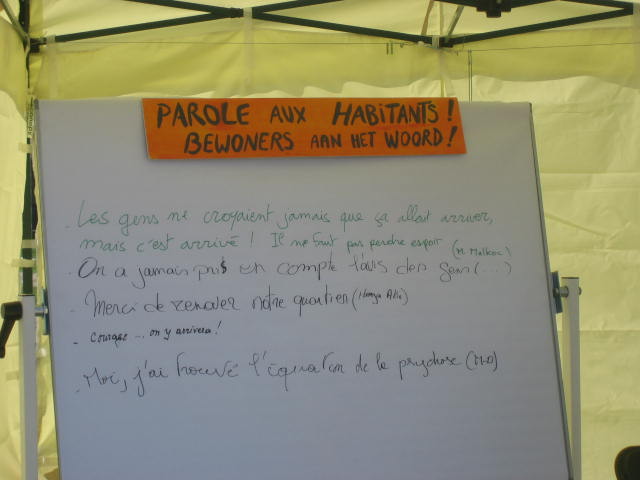 PAROLE AUX HABITANTS !
BEWONERS AAN HET WOORD !
. Les gens ne croyaient jamais que ça allait arriver,
mais c'est arrivé ! Il ne faut pas perdre espoir (M. Malkoc)
. On a jamais pris en compte l'avis des gens (...)
. Merci de renover notre quartier (Hamza Alia)
- Courage ... on y arrivera !
. Moi, j'ai trouvé l'équation de la psychose (M.O)